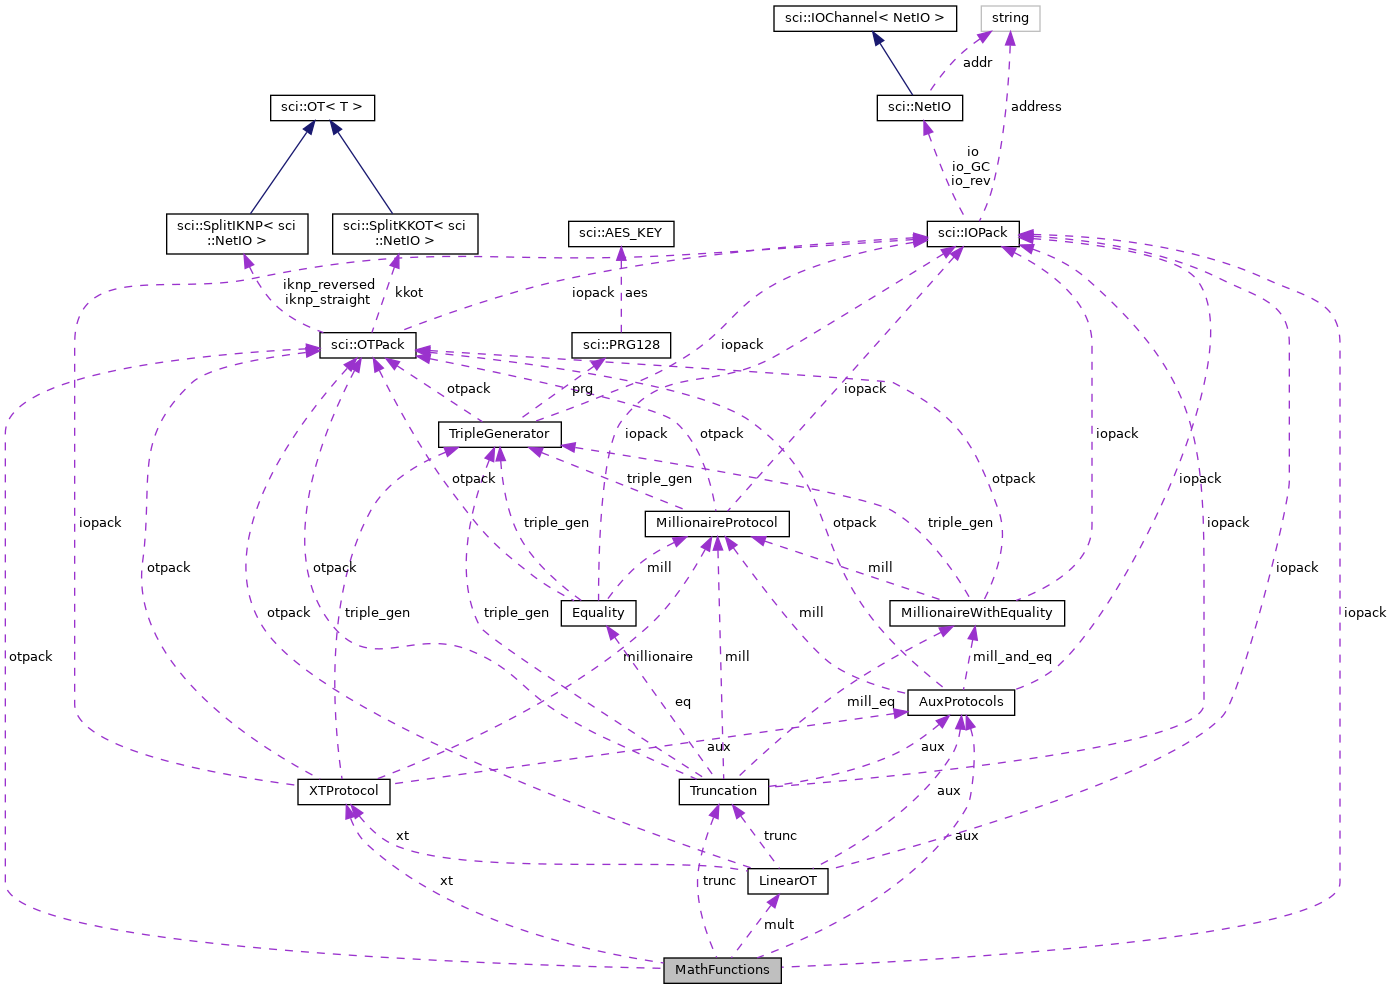 sci::IOChannel< NetIO >
string
addr
sci::OT< T >
sci::NetIO
address
io
io_GC
io_rev
sci::SplitIKNP< sci
::NetIO >
sci::SplitKKOT< sci
::NetIO >
sci::AES_KEY
sci::IOPack
iknp_reversed
iknp_straight
kkot
iopack
aes
sci::OTPack
sci::PRG128
iopack
otpack
prg
iopack
TripleGenerator
iopack
otpack
iopack
otpack
triple_gen
otpack
iopack
iopack
triple_gen
MillionaireProtocol
otpack
triple_gen
iopack
otpack
otpack
mill
mill
iopack
triple_gen
otpack
triple_gen
Equality
mill
MillionaireWithEquality
iopack
otpack
millionaire
mill
mill_and_eq
eq
mill_eq
AuxProtocols
aux
aux
XTProtocol
Truncation
aux
xt
trunc
aux
xt
trunc
LinearOT
mult
MathFunctions